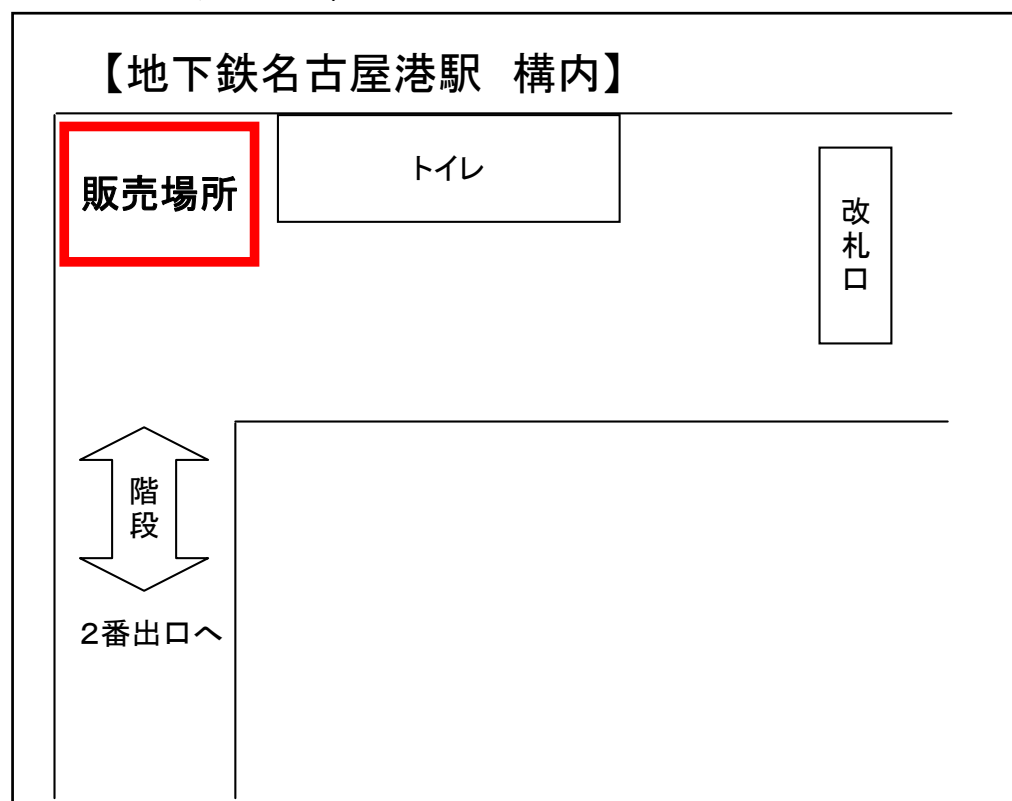 【地下鉄名古屋港駅　構内】
販売場所
トイレ
改札口
階段
２番出口へ